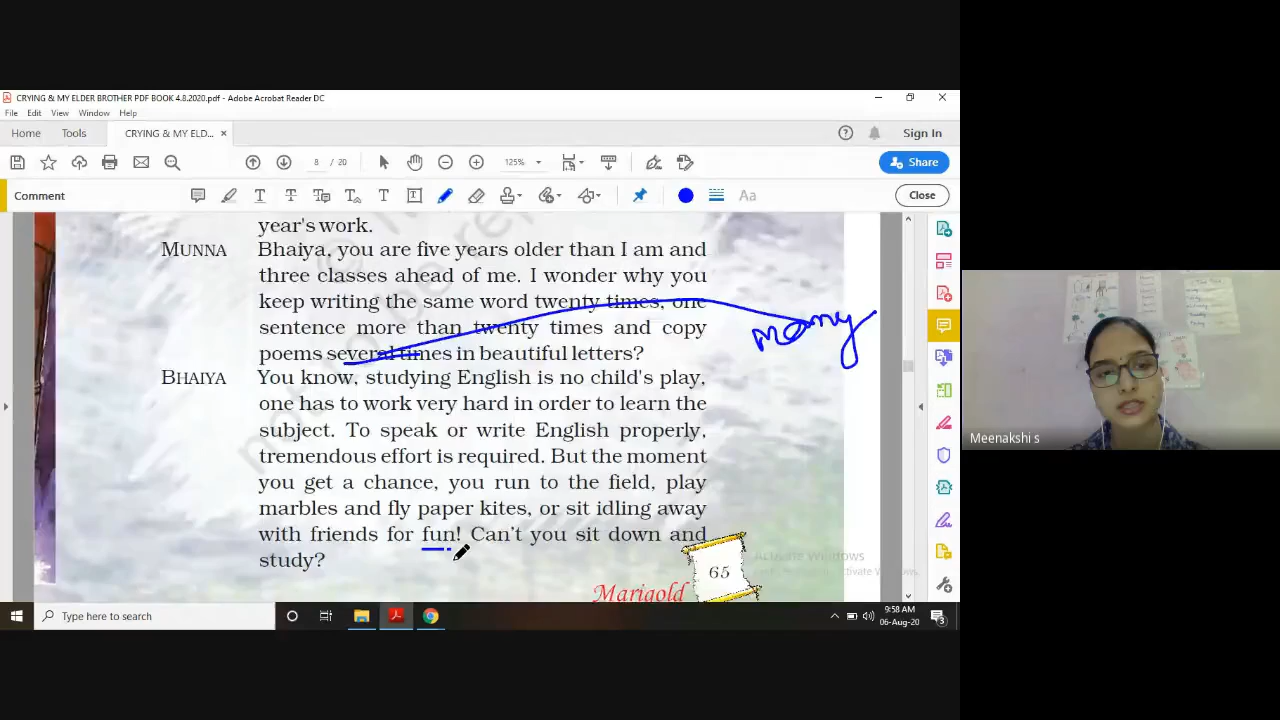 CRYING & MY ELDER BROTHER PDF BOOK 4.8.2020.pdf - Adobe Acrobat Reader DC
File Edit View Window Help
Home Tools CRYING & MY ELD... × Sign In
8 / 20 125% Share
Comment Aa Close
year's work.
MUNNA Bhaiya, you are five years older than I am and
three classes ahead of me. I wonder why you
keep writing the same word twenty times, one
sentence more than twenty times and copy
many
poems several times in beautiful letters?
BHAIYA You know, studying English is no child's play,
one has to work very hard in order to learn the
subject. To speak or write English properly,
tremendous effort is required. But the moment
you get a chance, you run to the field, play
marbles and fly paper kites, or sit idling away
with friends for fun! Can't you sit down and
study?
65
Marigold
Activate Windows
Meenakshi s
Type here to search
9:58 AM
06-Aug-20
3